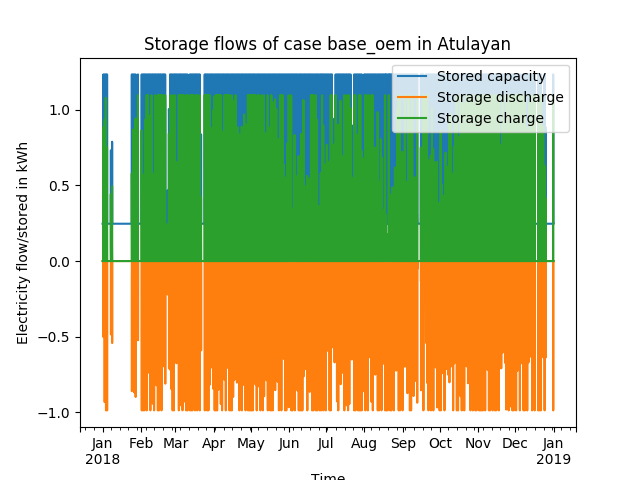 Storage flows of case base_oem in Atulayan
Stored capacity
Storage discharge
Storage charge
Electricity flow/stored in kWh
1.0
0.5
0.0
−0.5
−1.0
Jan Feb Mar Apr May Jun Jul Aug Sep Oct Nov Dec Jan
2018 2019
Time